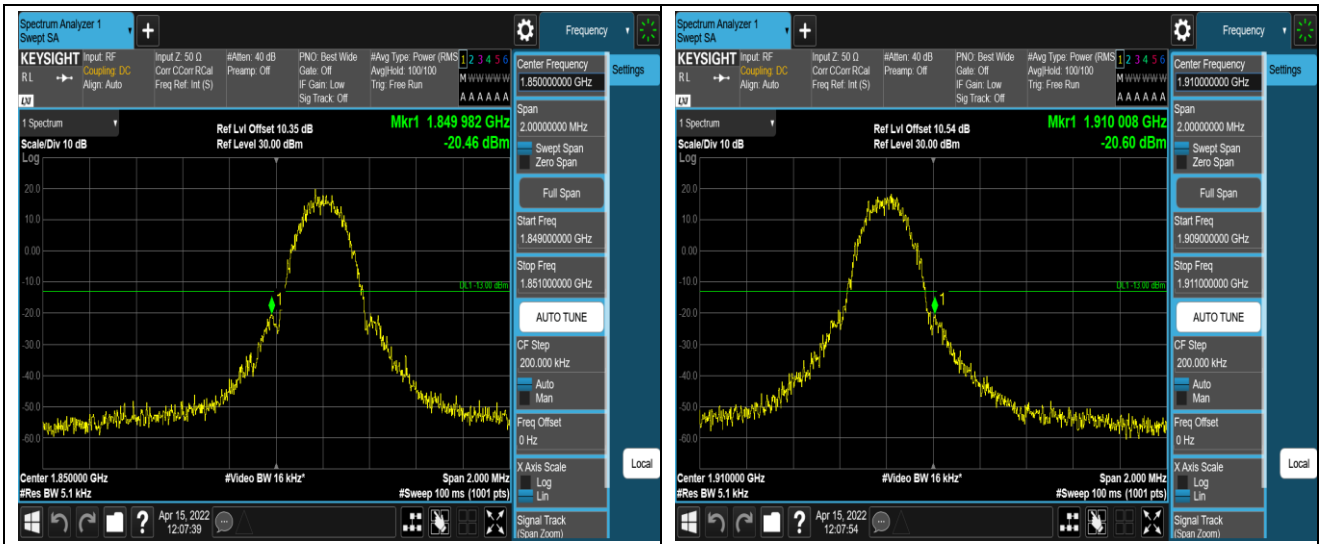 Spectrum Analyzer 1
Swept SA
+
Frequency
KEYSIGHT
Input: RF
Input Z: 50 Ω
#Atten: 40 dB
PNO: Best Wide
#Avg Type: Power (RMS
1 2 3 4 5 6
R L
Coupling: DC
Corr CCorr RCal
Preamp: Off
Gate: Off
Avg|Hold: 100/100
M W W W W W
Align: Auto
Freq Ref: Int (S)
IF Gain: Low
Trig: Free Run
Sig Track: Off
A A A A A A
LXI
Center Frequency
1.850000000 GHz
Settings
1 Spectrum
Ref Lvl Offset 10.35 dB
Mkr1 1.849 982 GHz
Scale/Div 10 dB
Ref Level 30.00 dBm
-20.46 dBm
Log
20.0
10.0
0.00
-10.0
-20.0
-30.0
-40.0
-50.0
-60.0
DL1 -13.00 dBm
1
Span
2.00000000 MHz
Swept Span
Zero Span
Full Span
Start Freq
1.849000000 GHz
Stop Freq
1.851000000 GHz
AUTO TUNE
CF Step
200.000 kHz
Auto
Man
Freq Offset
0 Hz
X Axis Scale
Log
Lin
Signal Track
(Span Zoom)
Local
Center 1.850000 GHz
#Video BW 16 kHz*
Span 2.000 MHz
#Res BW 5.1 kHz
#Sweep 100 ms (1001 pts)
?
Apr 15, 2022
12:07:39
Spectrum Analyzer 1
Swept SA
+
Frequency
KEYSIGHT
Input: RF
Input Z: 50 Ω
#Atten: 40 dB
PNO: Best Wide
#Avg Type: Power (RMS
1 2 3 4 5 6
R L
Coupling: DC
Corr CCorr RCal
Preamp: Off
Gate: Off
Avg|Hold: 100/100
M W W W W W
Align: Auto
Freq Ref: Int (S)
IF Gain: Low
Trig: Free Run
Sig Track: Off
A A A A A A
LXI
Center Frequency
1.910000000 GHz
Settings
1 Spectrum
Ref Lvl Offset 10.54 dB
Mkr1 1.910 008 GHz
Scale/Div 10 dB
Ref Level 30.00 dBm
-20.60 dBm
Log
20.0
10.0
0.00
-10.0
-20.0
-30.0
-40.0
-50.0
-60.0
DL1 -13.00 dBm
1
Span
2.00000000 MHz
Swept Span
Zero Span
Full Span
Start Freq
1.909000000 GHz
Stop Freq
1.911000000 GHz
AUTO TUNE
CF Step
200.000 kHz
Auto
Man
Freq Offset
0 Hz
X Axis Scale
Log
Lin
Signal Track
(Span Zoom)
Local
Center 1.910000 GHz
#Video BW 16 kHz*
Span 2.000 MHz
#Res BW 5.1 kHz
#Sweep 100 ms (1001 pts)
?
Apr 15, 2022
12:07:54